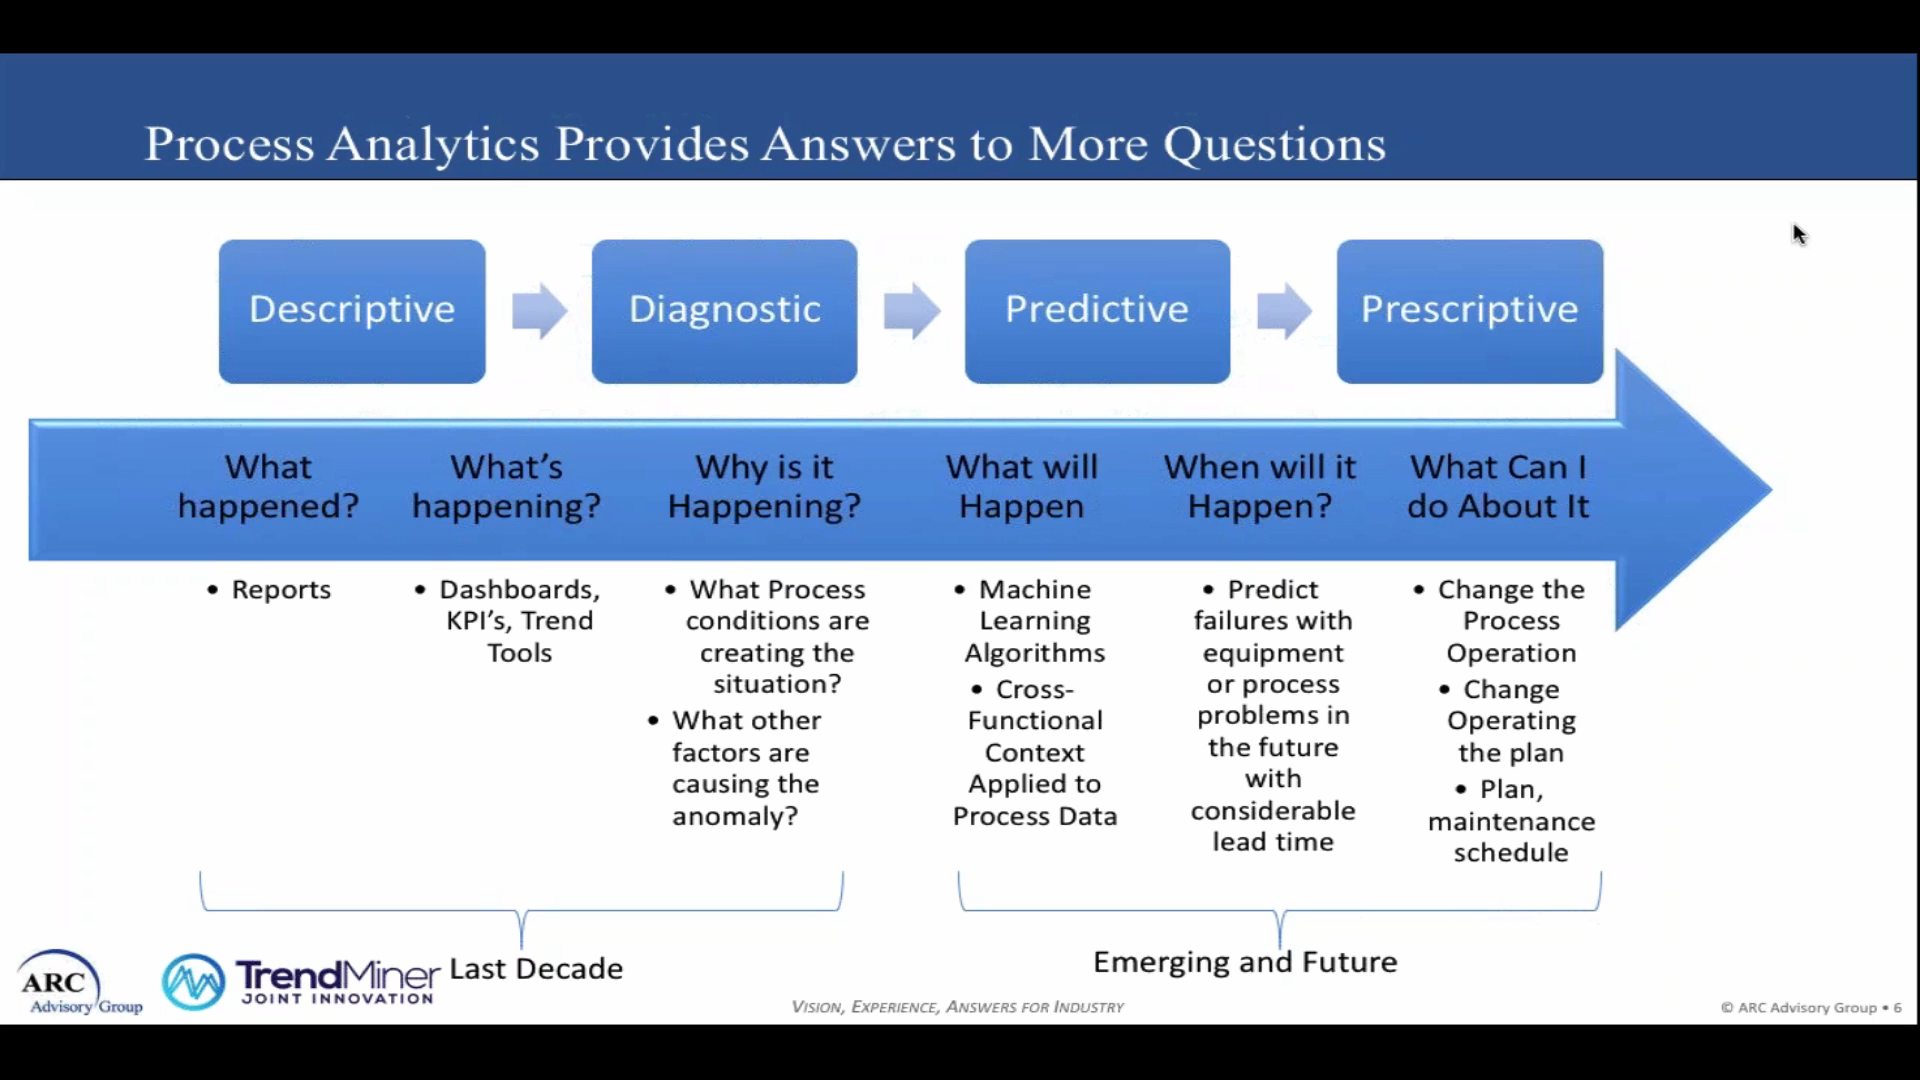 Process Analytics Provides Answers to More Questions
Descriptive
Diagnostic
Predictive
Prescriptive
What
happened?
What's
happening?
Why is it
Happening?
What will
Happen
When will it
Happen?
What Can I
do About It
• Reports
• Dashboards,
KPI's, Trend
Tools
• What Process
conditions are
creating the
situation?
• What other
factors are
causing the
anomaly?
• Machine
Learning
Algorithms
• Cross-
Functional
Context
Applied to
Process Data
• Predict
failures with
equipment
or process
problems in
the future
with
considerable
lead time
• Change the
Process
Operation
• Change
Operating
the plan
• Plan,
maintenance
schedule
Last Decade
Emerging and Future
ARC
Advisory Group
TrendMiner
JOINT INNOVATION
VISION, EXPERIENCE, ANSWERS FOR INDUSTRY
© ARC Advisory Group • 6